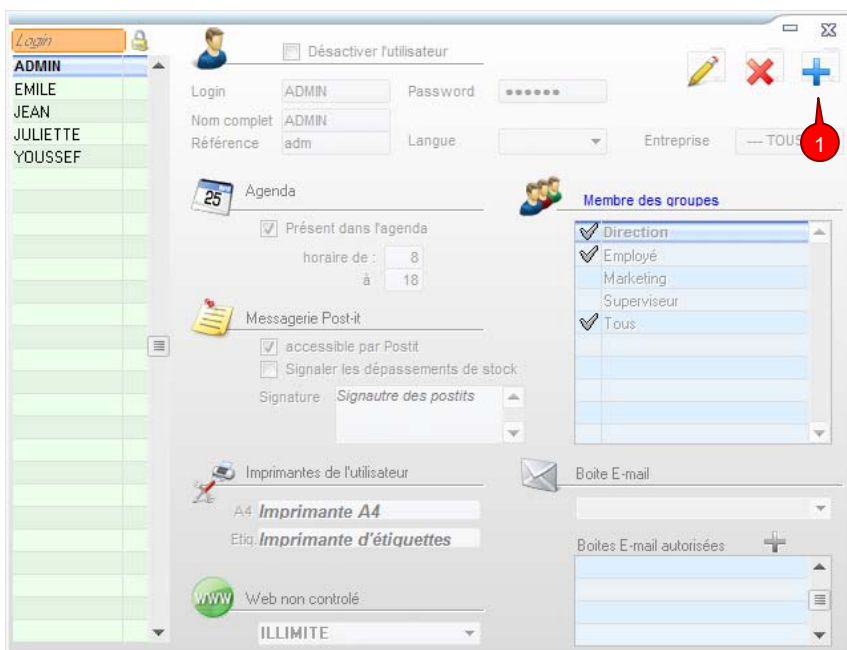 Login
ADMIN
EMILE
JEAN
JULIETTE
YOUSSEF
Désactiver l'utilisateur
Login ADMIN Password ●●●●●●
Nom complet ADMIN
Référence adm Langue Entreprise --- TOUS
1
25 Agenda
Présent dans l'agenda
horaire de : 8
à 18
Membre des groupes
Direction
Employé
Marketing
Superviseur
Tous
Messagerie Post-it
accessible par Postit
Signaler les dépassements de stock
Signature Signautre des postits
Imprimantes de l'utilisateur
A4 Imprimante A4
Etiq. Imprimante d'étiquettes
Boite E-mail
Boites E-mail autorisées
WWW Web non contrôlé
ILLIMITE